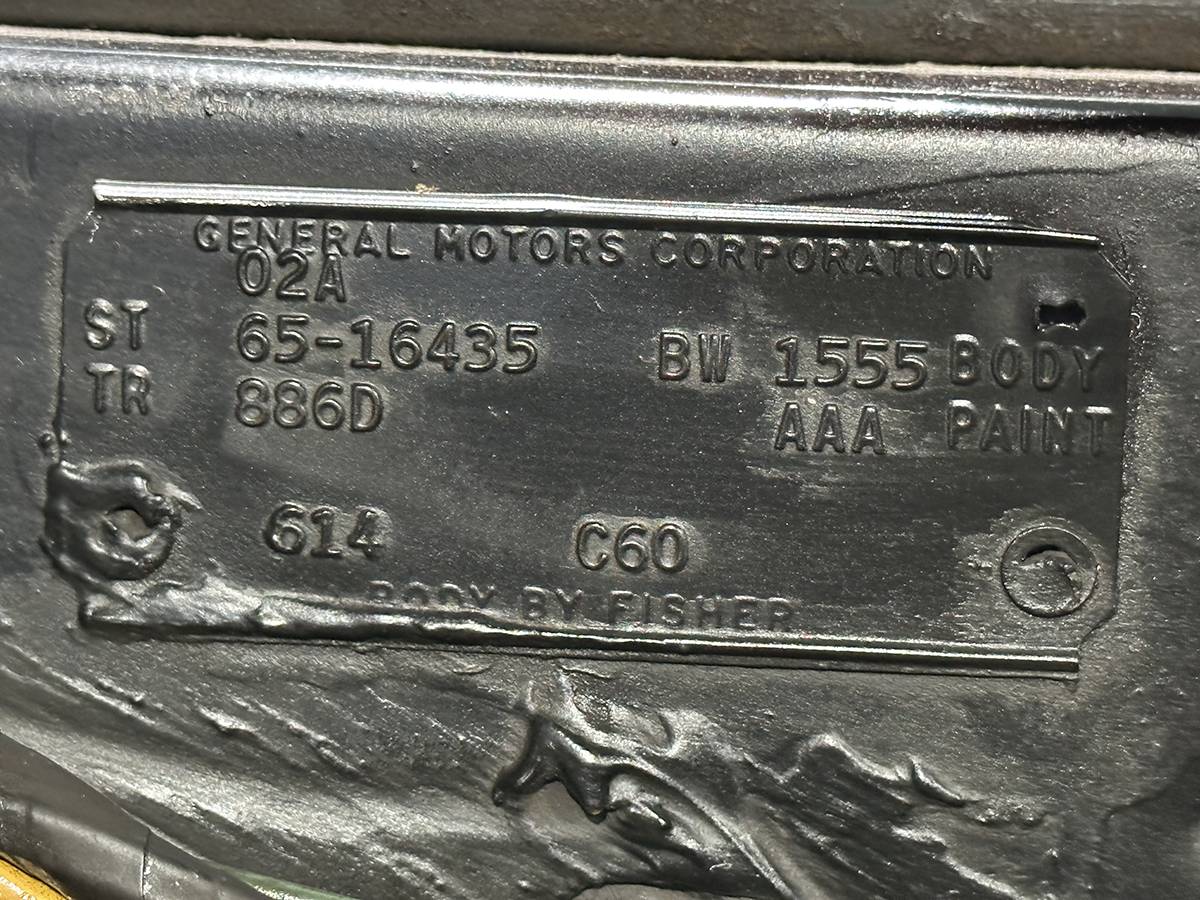 GENERAL MOTORS CORPORATION
02A
ST 65-16435 BW 1555 BODY
TR 886D AAA PAINT
614 C60
BODY BY FISHER